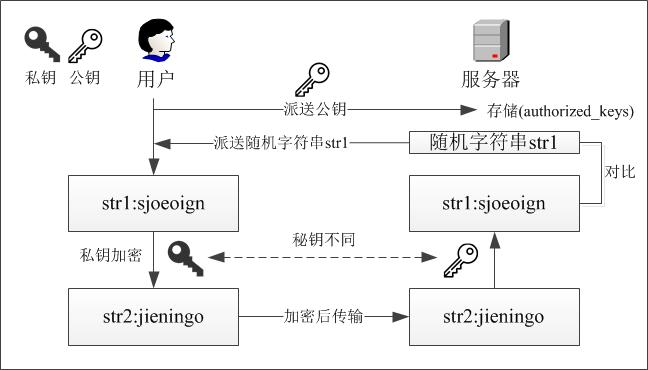 私钥 公钥
用户
服务器
派送公钥
存储(authorized_keys)
派送随机字符串str1
随机字符串str1
对比
str1:sjoeoign
str1:sjoeoign
私钥加密
秘钥不同
str2:jieningo
加密后传输
str2:jieningo